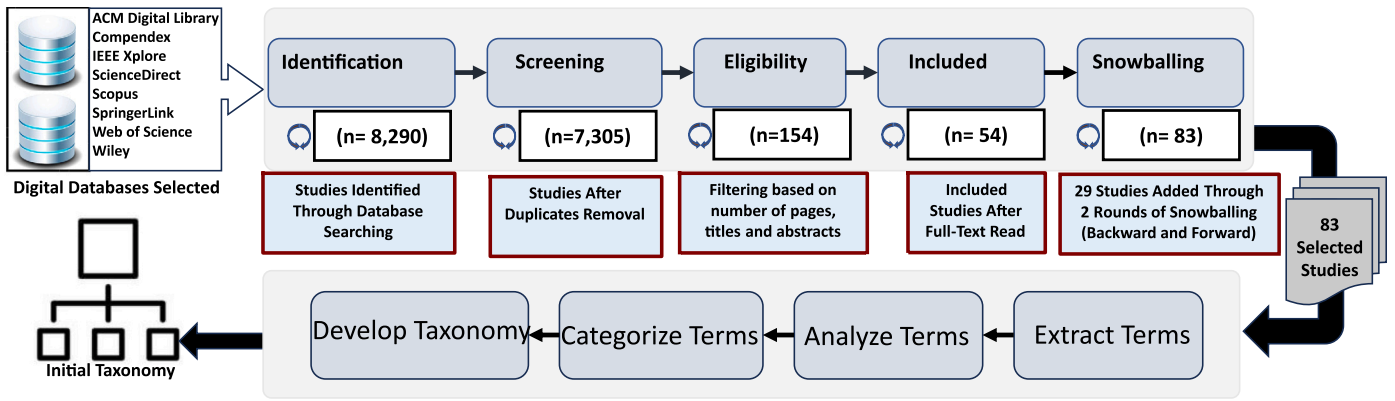 ACM Digital Library
Compendex
IEEE Xplore
ScienceDirect
Scopus
SpringerLink
Web of Science
Wiley
Digital Databases Selected
Identification
Screening
Eligibility
Included
Snowballing
(n= 8,290)
(n=7,305)
(n=154)
(n= 54)
(n= 83)
Studies Identified
Through Database
Searching
Studies After
Duplicates Removal
Filtering based on
number of pages,
titles and abstracts
Included
Studies After
Full-Text Read
29 Studies Added Through
2 Rounds of Snowballing
(Backward and Forward)
83
Selected
Studies
Extract Terms
Analyze Terms
Categorize Terms
Develop Taxonomy
Initial Taxonomy